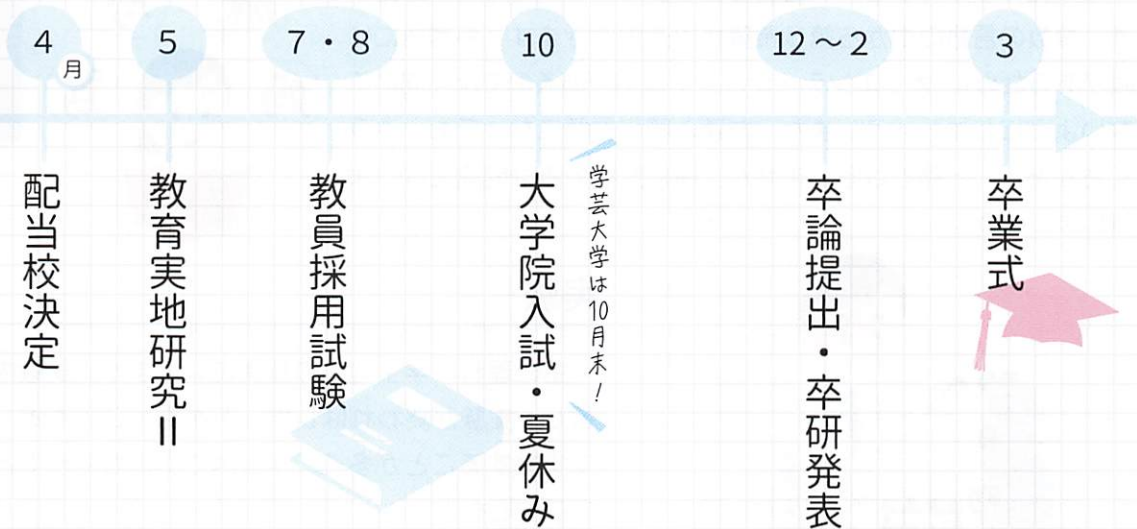 4月
5
7・8
10
12～2
3
配当校決定
教育実地研究Ⅱ
教員採用試験
大学院入試・夏休み
学芸大学は10月末！
卒論提出・卒研発表
卒業式